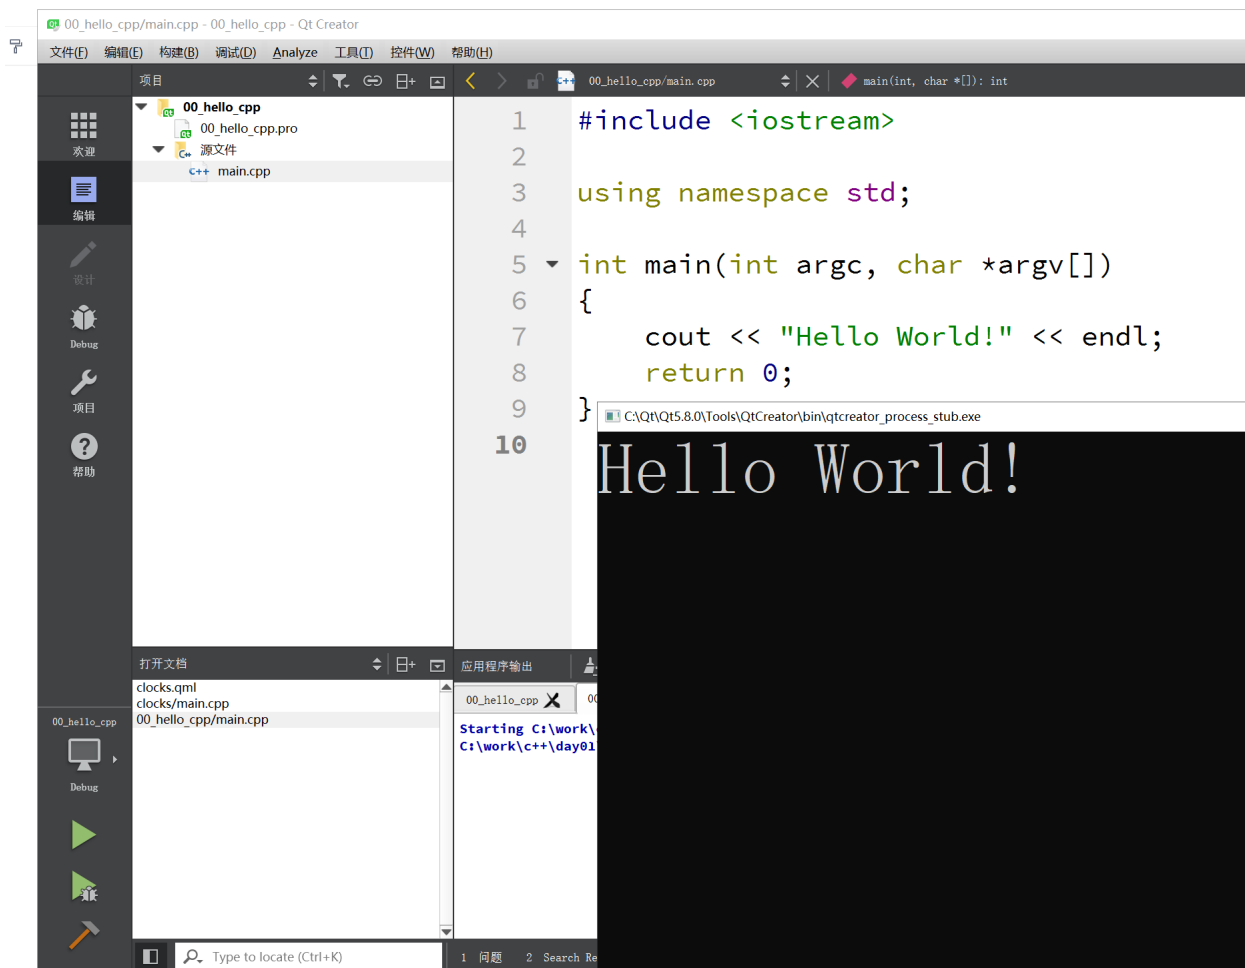 00_hello_cpp/main.cpp - 00_hello_cpp - Qt Creator
文件(F) 编辑(E) 构建(B) 调试(D) Analyze 工具(T) 控件(W) 帮助(H)
项目
00_hello_cpp/main.cpp
main(int, char *[]): int
欢迎
编辑
设计
Debug
项目
帮助
00_hello_cpp
00_hello_cpp.pro
源文件
main.cpp
1 #include <iostream>
2
3 using namespace std;
4
5 int main(int argc, char *argv[])
6 {
7 cout << "Hello World!" << endl;
8 return 0;
9 }
10
C:\Qt\Qt5.8.0\Tools\QtCreator\bin\qtcreator_process_stub.exe
Hello World!
打开文档
clocks.qml
clocks/main.cpp
00_hello_cpp/main.cpp
应用程序输出
00_hello_cpp
Starting C:\work\
C:\work\c++\day01
00_hello_cpp
Debug
Type to locate (Ctrl+K)
1 问题 2 Search Re